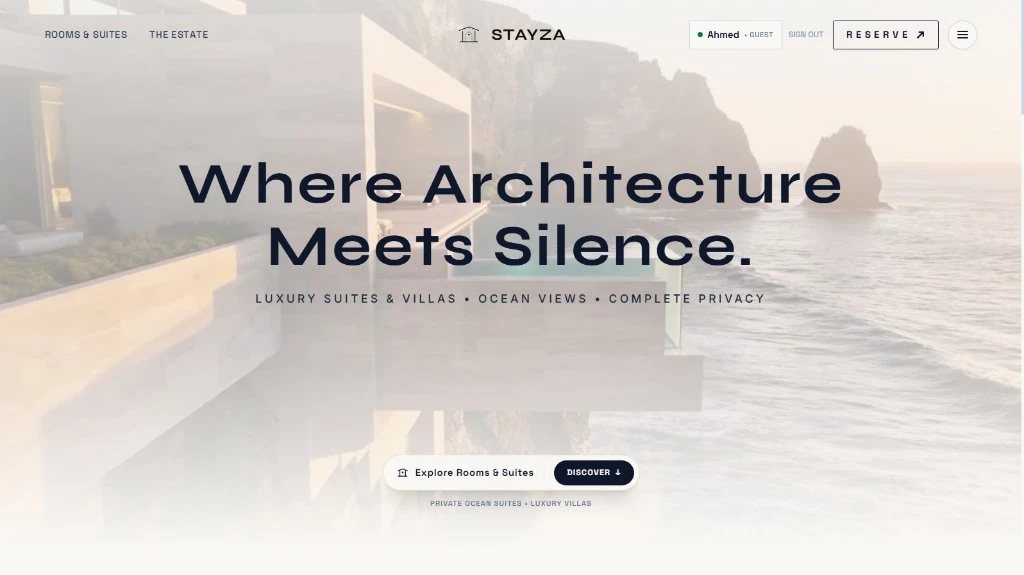 ROOMS & SUITES
THE ESTATE
STAYZA
Ahmed • GUEST
SIGN OUT
RESERVE ↗
Where Architecture
Meets Silence.
LUXURY SUITES & VILLAS • OCEAN VIEWS • COMPLETE PRIVACY
Explore Rooms & Suites
DISCOVER ↓
PRIVATE OCEAN SUITES • LUXURY VILLAS